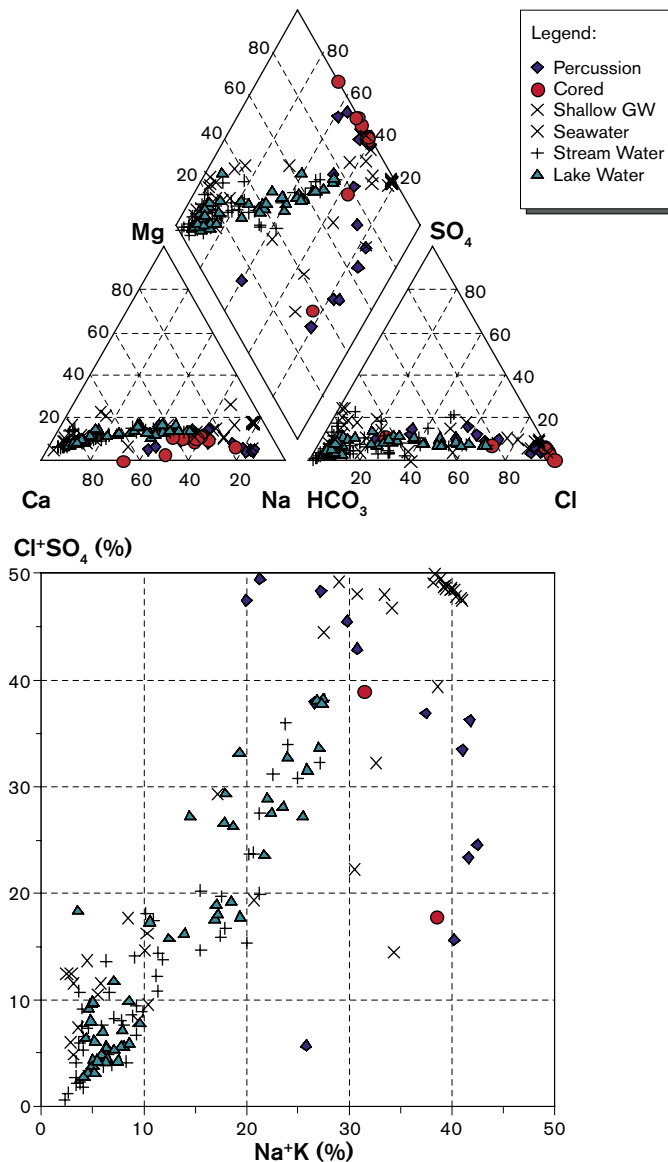 Legend:
Percussion
Cored
Shallow GW
Seawater
Stream Water
Lake Water
80 80
60 60
40 40
20 20
Mg SO₄
80 80
60 60
40 40
20 20
80 60 40 20
20 40 60 80
Ca Na HCO₃ Cl
Cl⁺SO₄ (%)
50
40
30
20
10
0
0 10 20 30 40 50
Na⁺K (%)